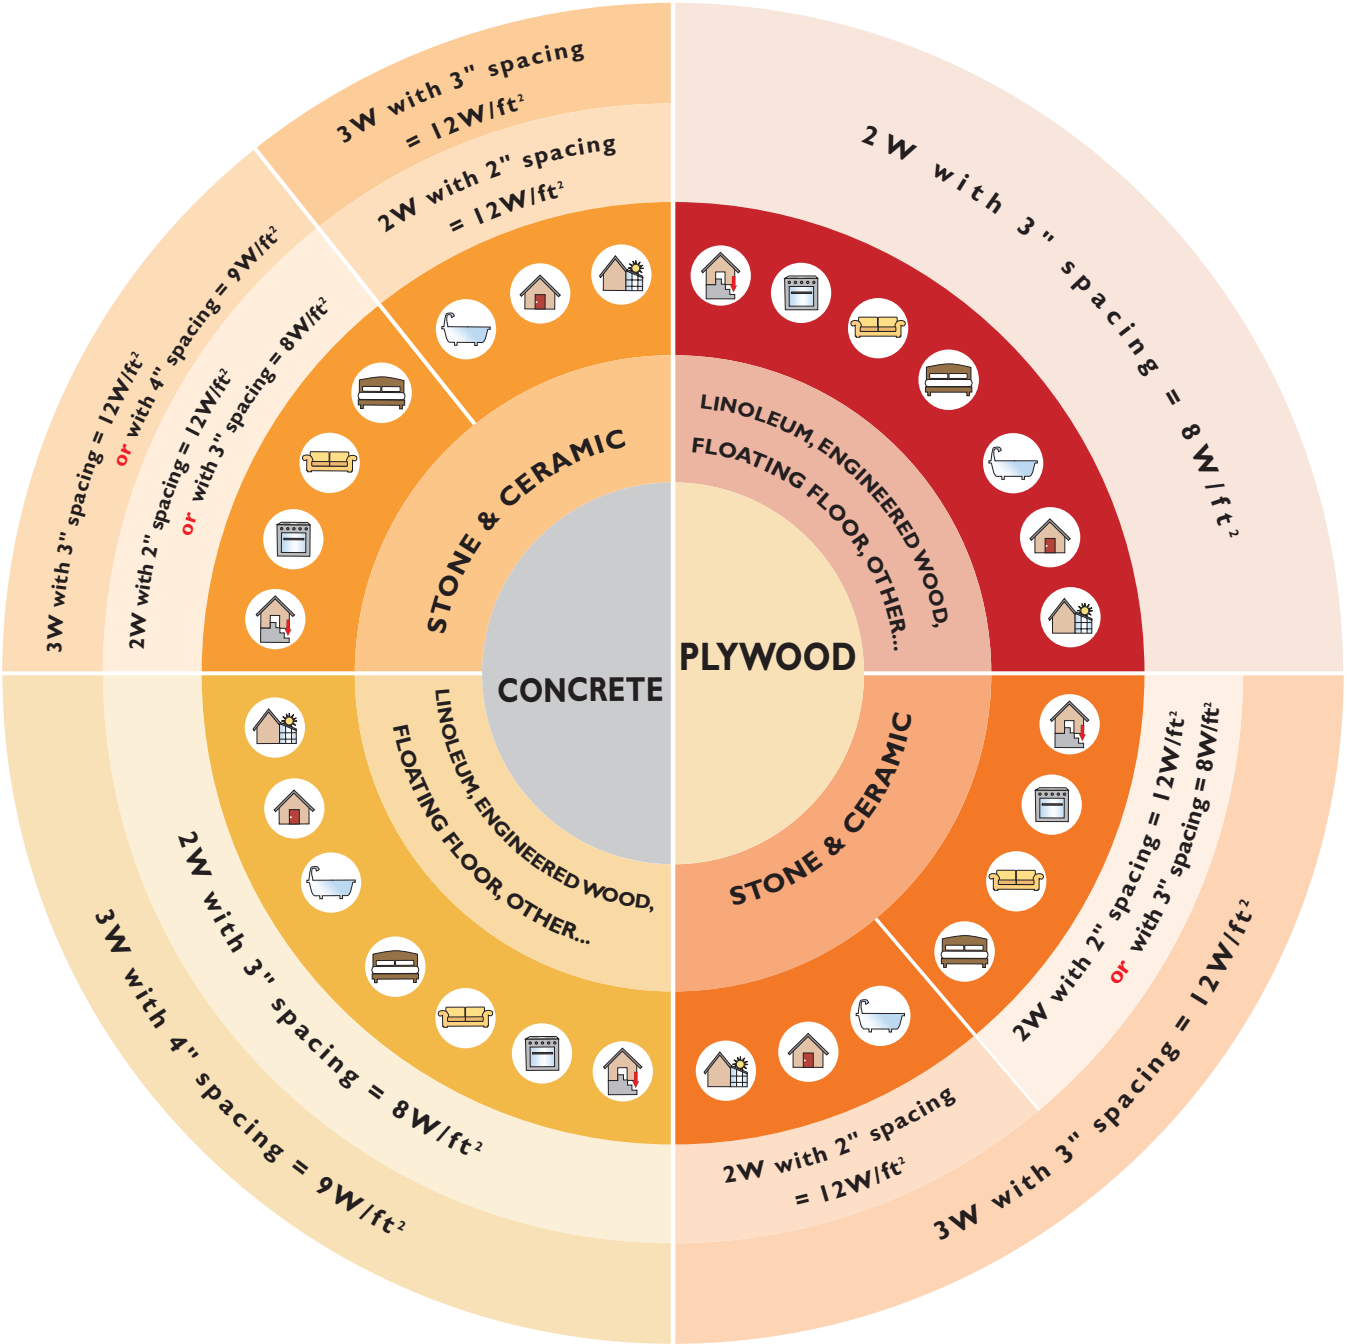 3W with 3" spacing
= 12W/ft²
2W with 2" spacing
= 12W/ft²
3W with 3" spacing = 12W/ft²
or with 4" spacing = 9W/ft²
2W with 2" spacing = 12W/ft²
or with 3" spacing = 8W/ft²
STONE & CERAMIC
2W with 3" spacing = 8W/ft²
LINOLEUM, ENGINEERED WOOD,
FLOATING FLOOR, OTHER...
PLYWOOD
CONCRETE
LINOLEUM, ENGINEERED WOOD,
FLOATING FLOOR, OTHER...
2W with 3" spacing = 8W/ft²
3W with 4" spacing = 9W/ft²
STONE & CERAMIC
2W with 2" spacing = 12W/ft²
or with 3" spacing = 8W/ft²
3W with 3" spacing = 12W/ft²
2W with 2" spacing
= 12W/ft²